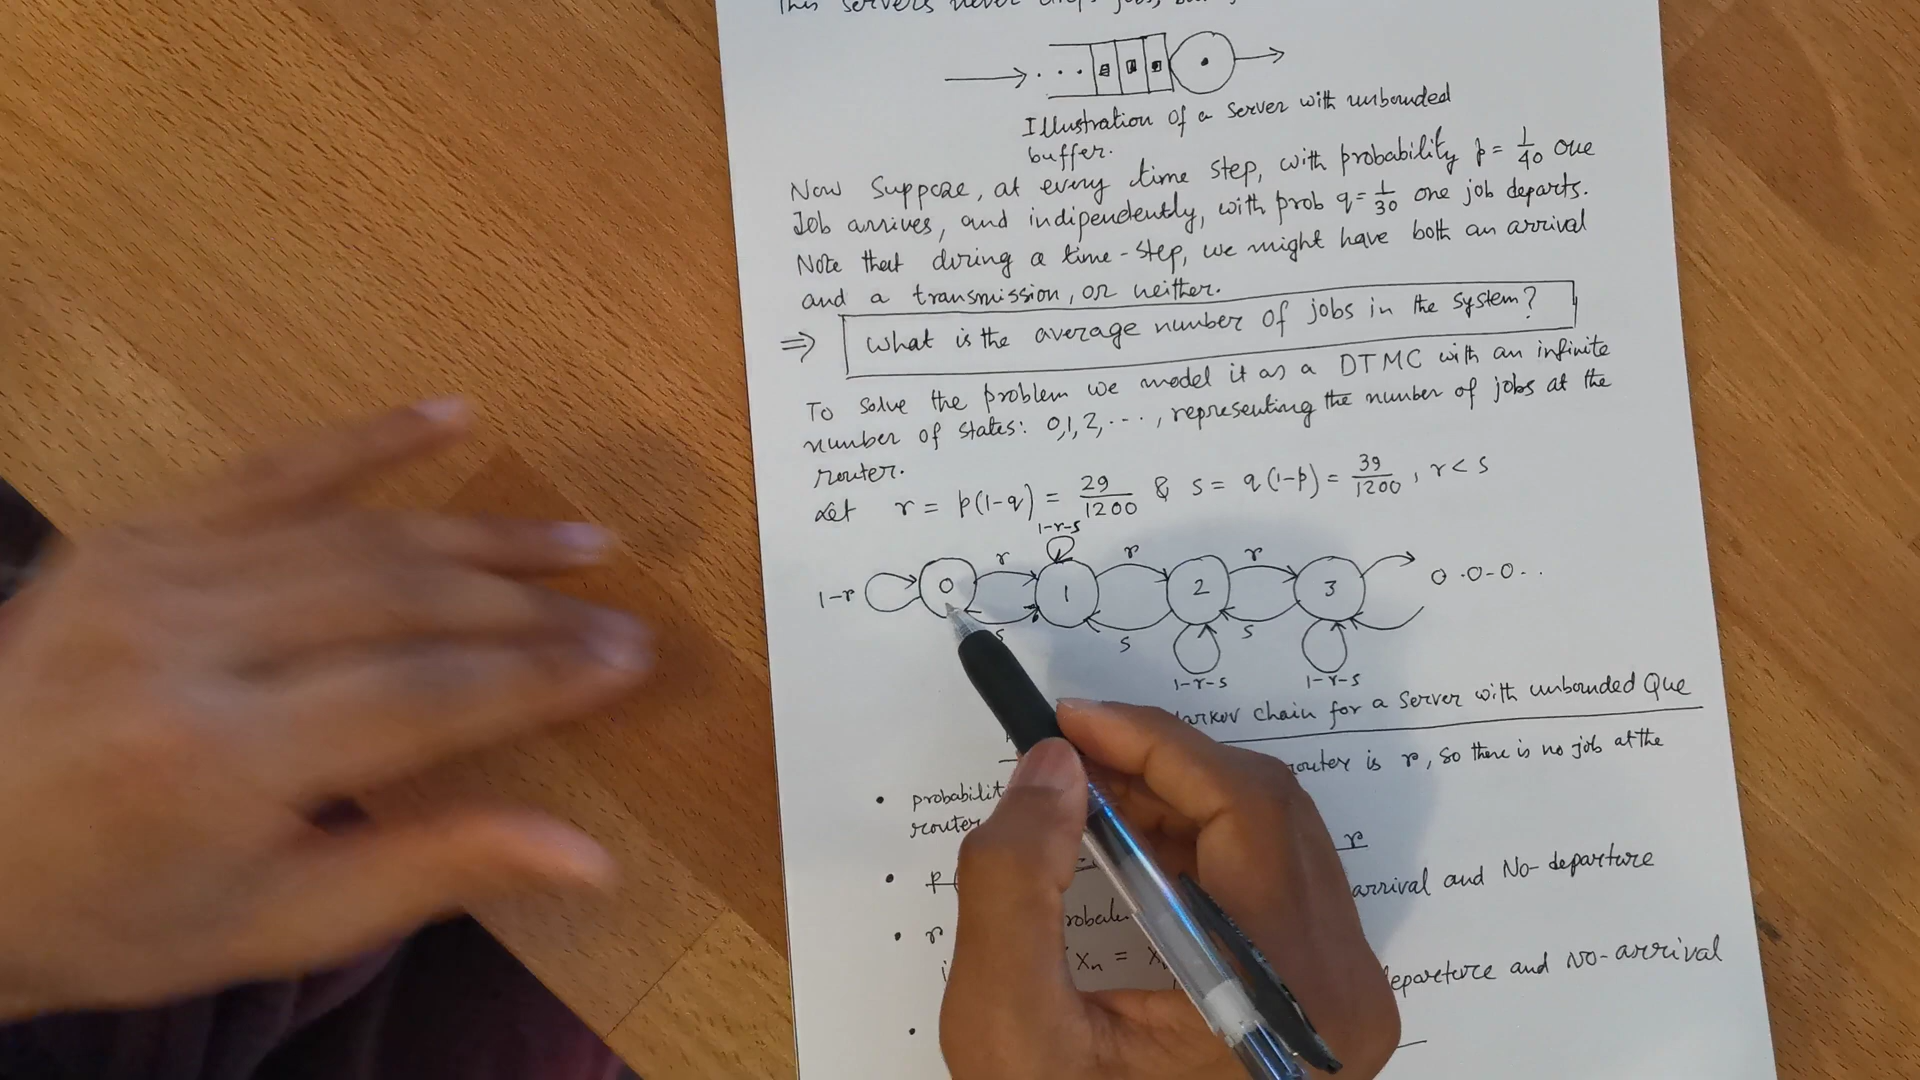 This servers never
Illustration of a server with unbounded
buffer.
Now Suppose, at every time step, with probability p = 1/40 one
Job arrives, and indipendently, with prob q = 1/30 one job departs.
Note that during a time-step, we might have both an arrival
and a transmission, or neither.
⇒ What is the average number of jobs in the system?
To solve the problem we model it as a DTMC with an infinite
number of states: 0,1,2,..., representing the number of jobs at the
router.
Let r = p(1-q) = 29/1200 & s = q(1-p) = 39/1200, r < s
1-r-s
r r r
1-r 0 1 2 3 0.0-0..
s s s
1-r-s 1-r-s
Markov chain for a Server with unbounded Que
router is r, so there is no job at the
router
r
arrival and No-departure
r
Xn =
departure and No-arrival